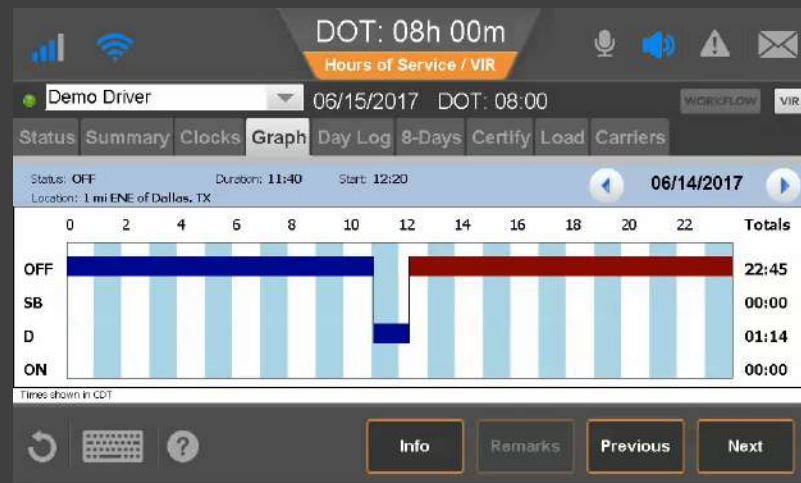 DOT: 08h 00m
Hours of Service / VIR
Demo Driver 06/15/2017 DOT: 08:00 WORKFLOW VIR
Status Summary Clocks Graph Day Log 8-Days Certify Load Carriers
Status: OFF Duration: 11:40 Start: 12:20
Location: 1 mi ENE of Dallas, TX
06/14/2017
0 2 4 6 8 10 12 14 16 18 20 22 Totals
OFF 22:45
SB 00:00
D 01:14
ON 00:00
Times shown in CDT
? Info Remarks Previous Next